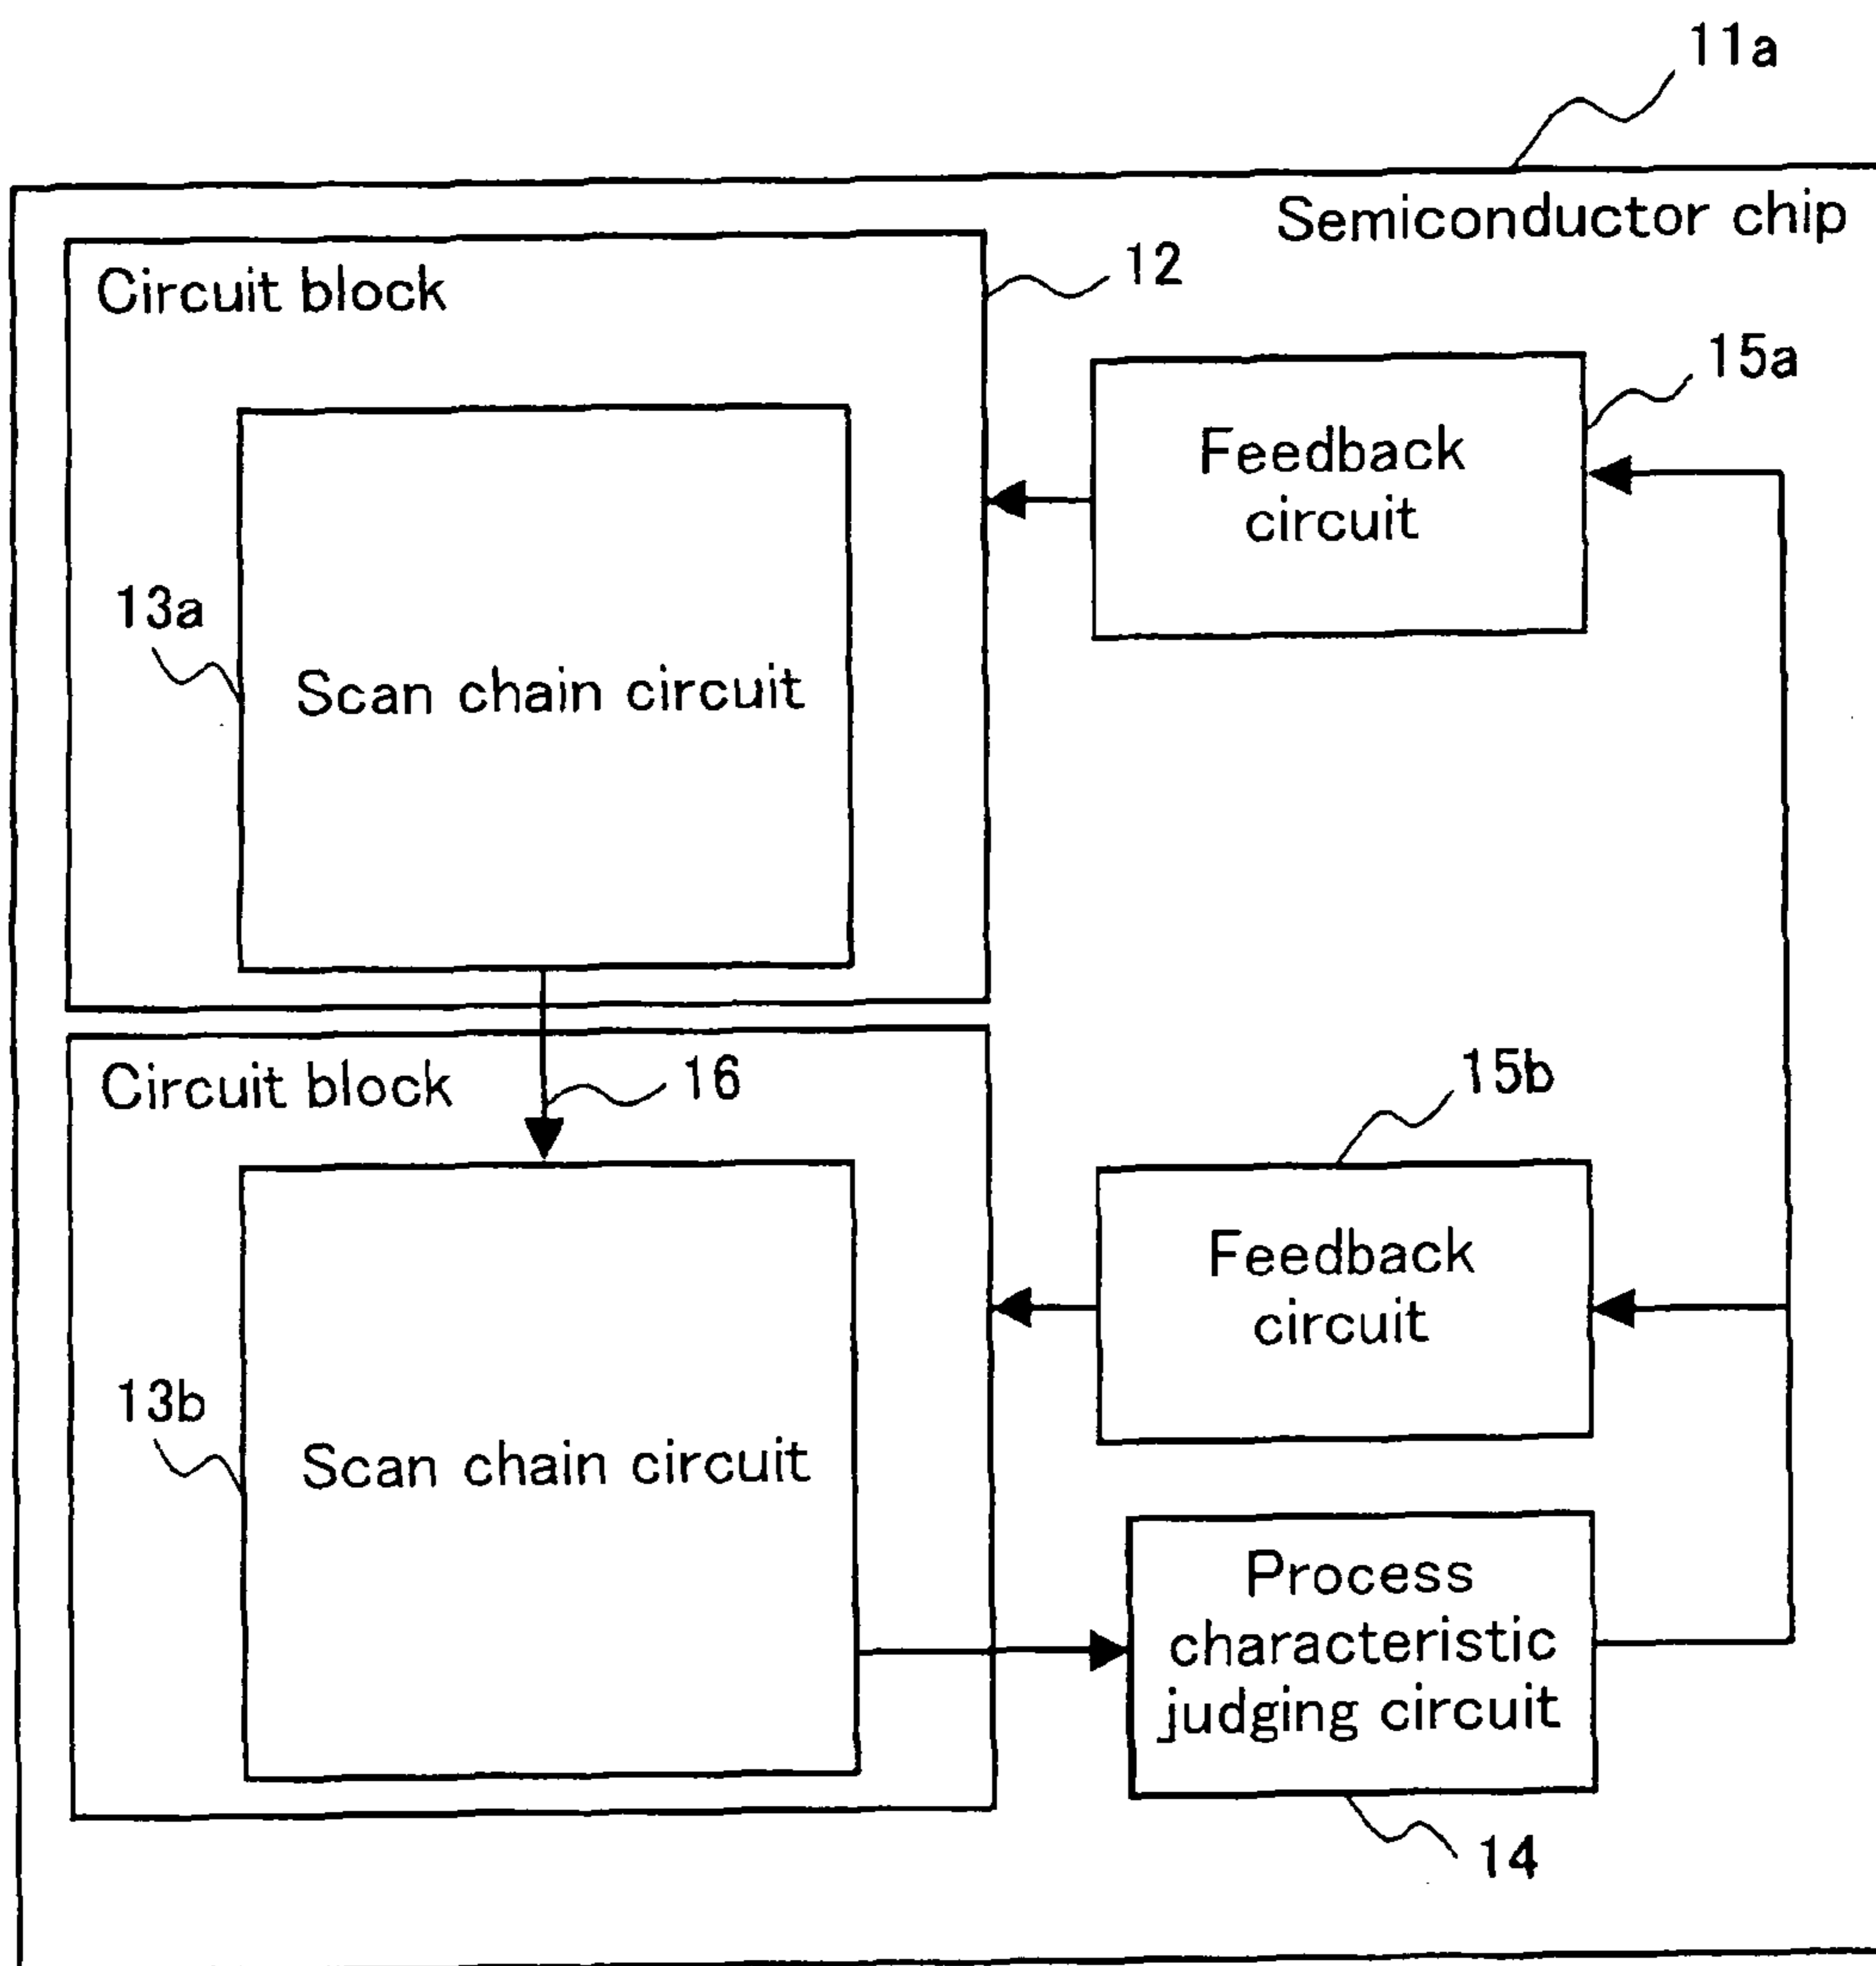 11a
Semiconductor chip
Circuit block
12
15a
Feedback
circuit
13a
Scan chain circuit
Circuit block
16
15b
Feedback
circuit
13b
Scan chain circuit
Process
characteristic
judging circuit
14